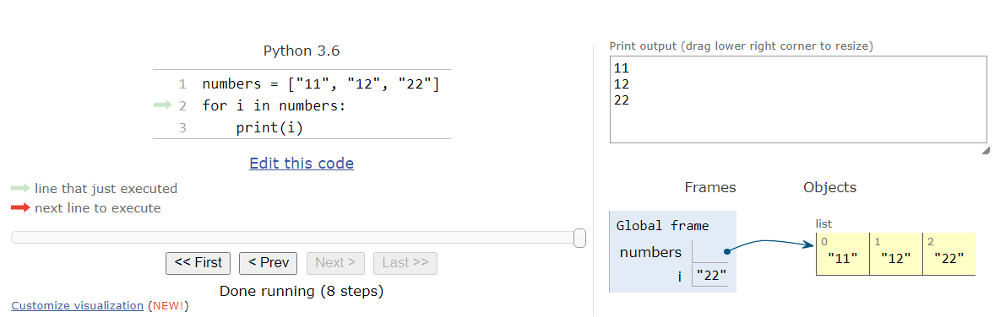 Python 3.6
1 numbers = ["11", "12", "22"]
2 for i in numbers:
3     print(i)
Edit this code
line that just executed
next line to execute
<< First < Prev Next > Last >>
Done running (8 steps)
Customize visualization (NEW!)
Print output (drag lower right corner to resize)
11
12
22
Frames Objects
Global frame
numbers
i "22"
list
0 1 2
"11" "12" "22"